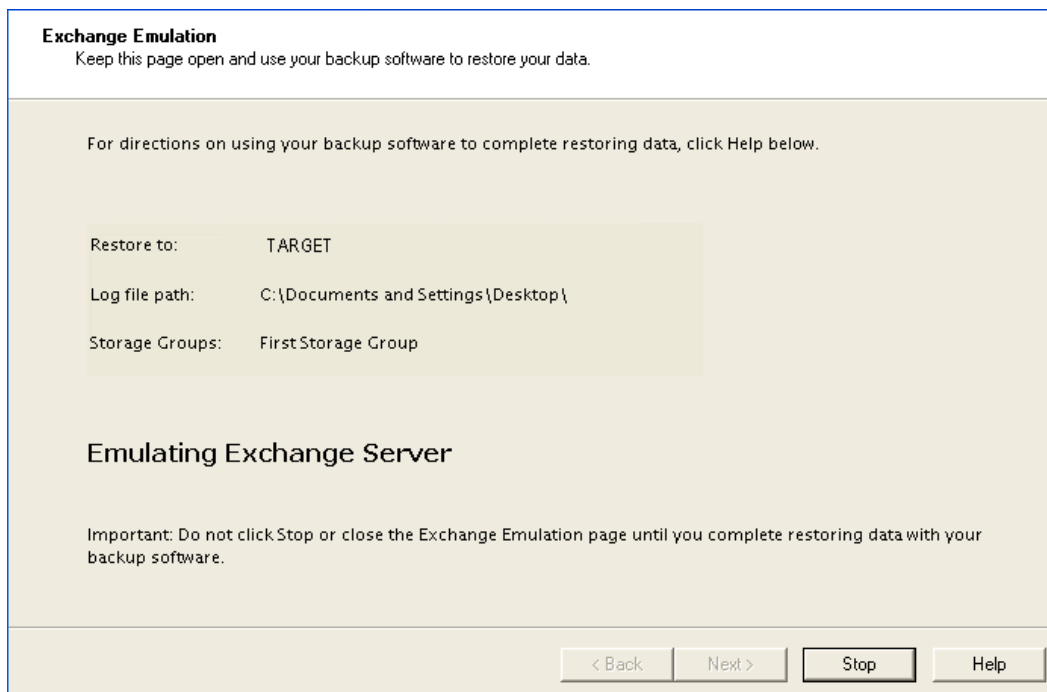 Exchange Emulation
Keep this page open and use your backup software to restore your data.
For directions on using your backup software to complete restoring data, click Help below.
Restore to: TARGET
Log file path: C:\Documents and Settings\Desktop\
Storage Groups: First Storage Group
Emulating Exchange Server
Important: Do not click Stop or close the Exchange Emulation page until you complete restoring data with your
backup software.
< Back Next > Stop Help